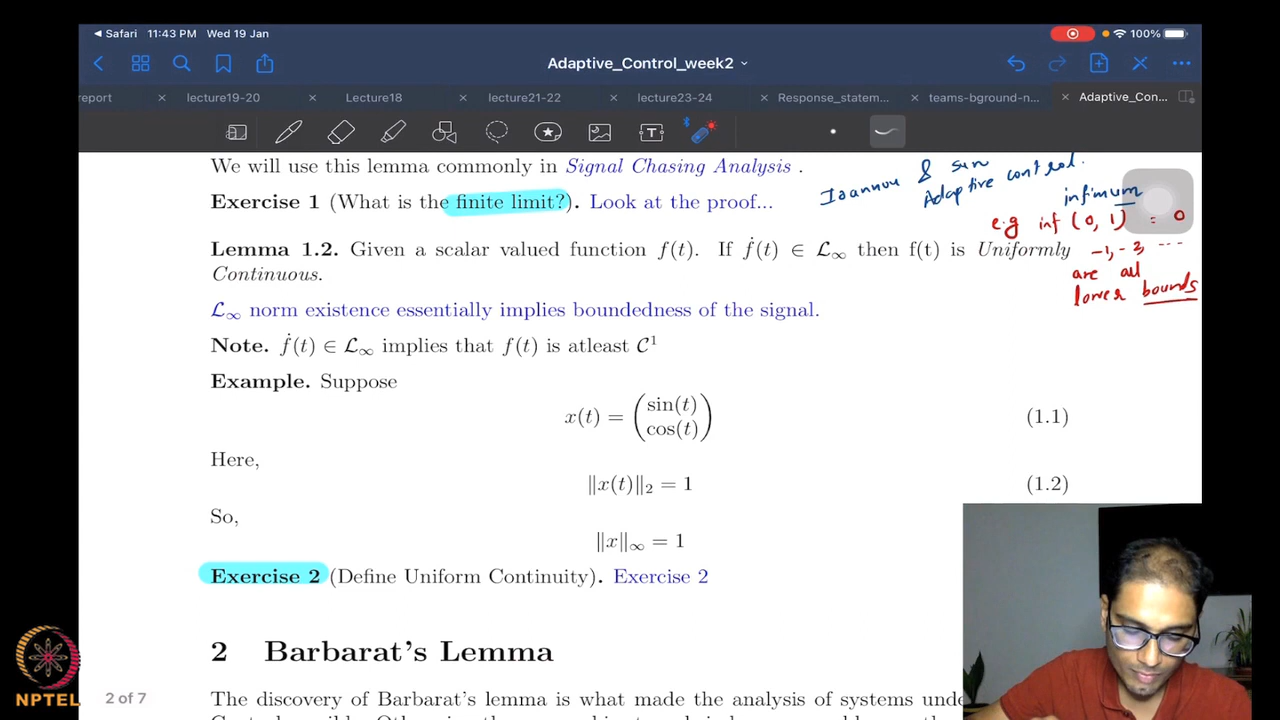 Safari 11:43 PM Wed 19 Jan 100%
Adaptive_Control_week2
report lecture19-20 Lecture18 lecture21-22 lecture23-24 Response_statem... teams-bground-n... Adaptive_Con...
We will use this lemma commonly in Signal Chasing Analysis .
Ioannou & sun
Adaptive control.
Exercise 1 (What is the finite limit?). Look at the proof...
infimum
e.g inf (0, 1) = 0
-1, -2, ...
are all
lower bounds
Lemma 1.2. Given a scalar valued function f(t). If ḟ(t) ∈ ℒ∞ then f(t) is Uniformly
Continuous.
ℒ∞ norm existence essentially implies boundedness of the signal.
Note. ḟ(t) ∈ ℒ∞ implies that f(t) is atleast 𝒞¹
Example. Suppose
x(t) = (sin(t) cos(t)) (1.1)
Here,
‖x(t)‖₂ = 1 (1.2)
So,
‖x‖∞ = 1
Exercise 2 (Define Uniform Continuity). Exercise 2
2 Barbarat's Lemma
The discovery of Barbarat's lemma is what made the analysis of systems
NPTEL
2 of 7